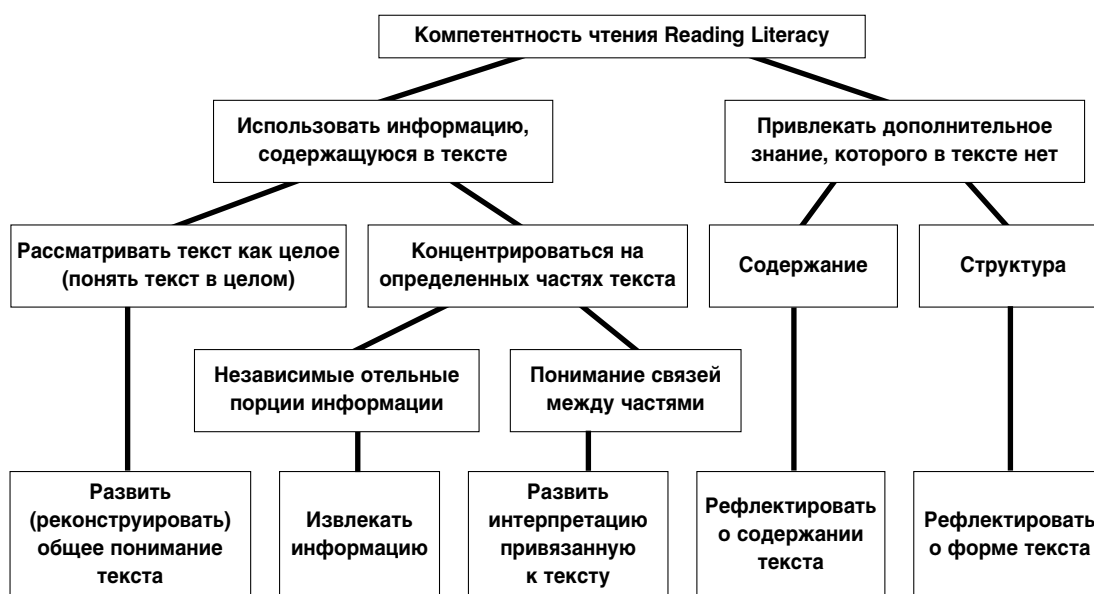 Компетентность чтения Reading Literacy
Использовать информацию,
содержащуюся в тексте
Привлекать дополнительное
знание, которого в тексте нет
Рассматривать текст как целое
(понять текст в целом)
Концентрироваться на
определенных частях текста
Содержание
Структура
Независимые отельные
порции информации
Понимание связей
между частями
Развить
(реконструировать)
общее понимание
текста
Извлекать
информацию
Развить
интерпретацию
привязанную
к тексту
Рефлектировать
о содержании
текста
Рефлектировать
о форме текста